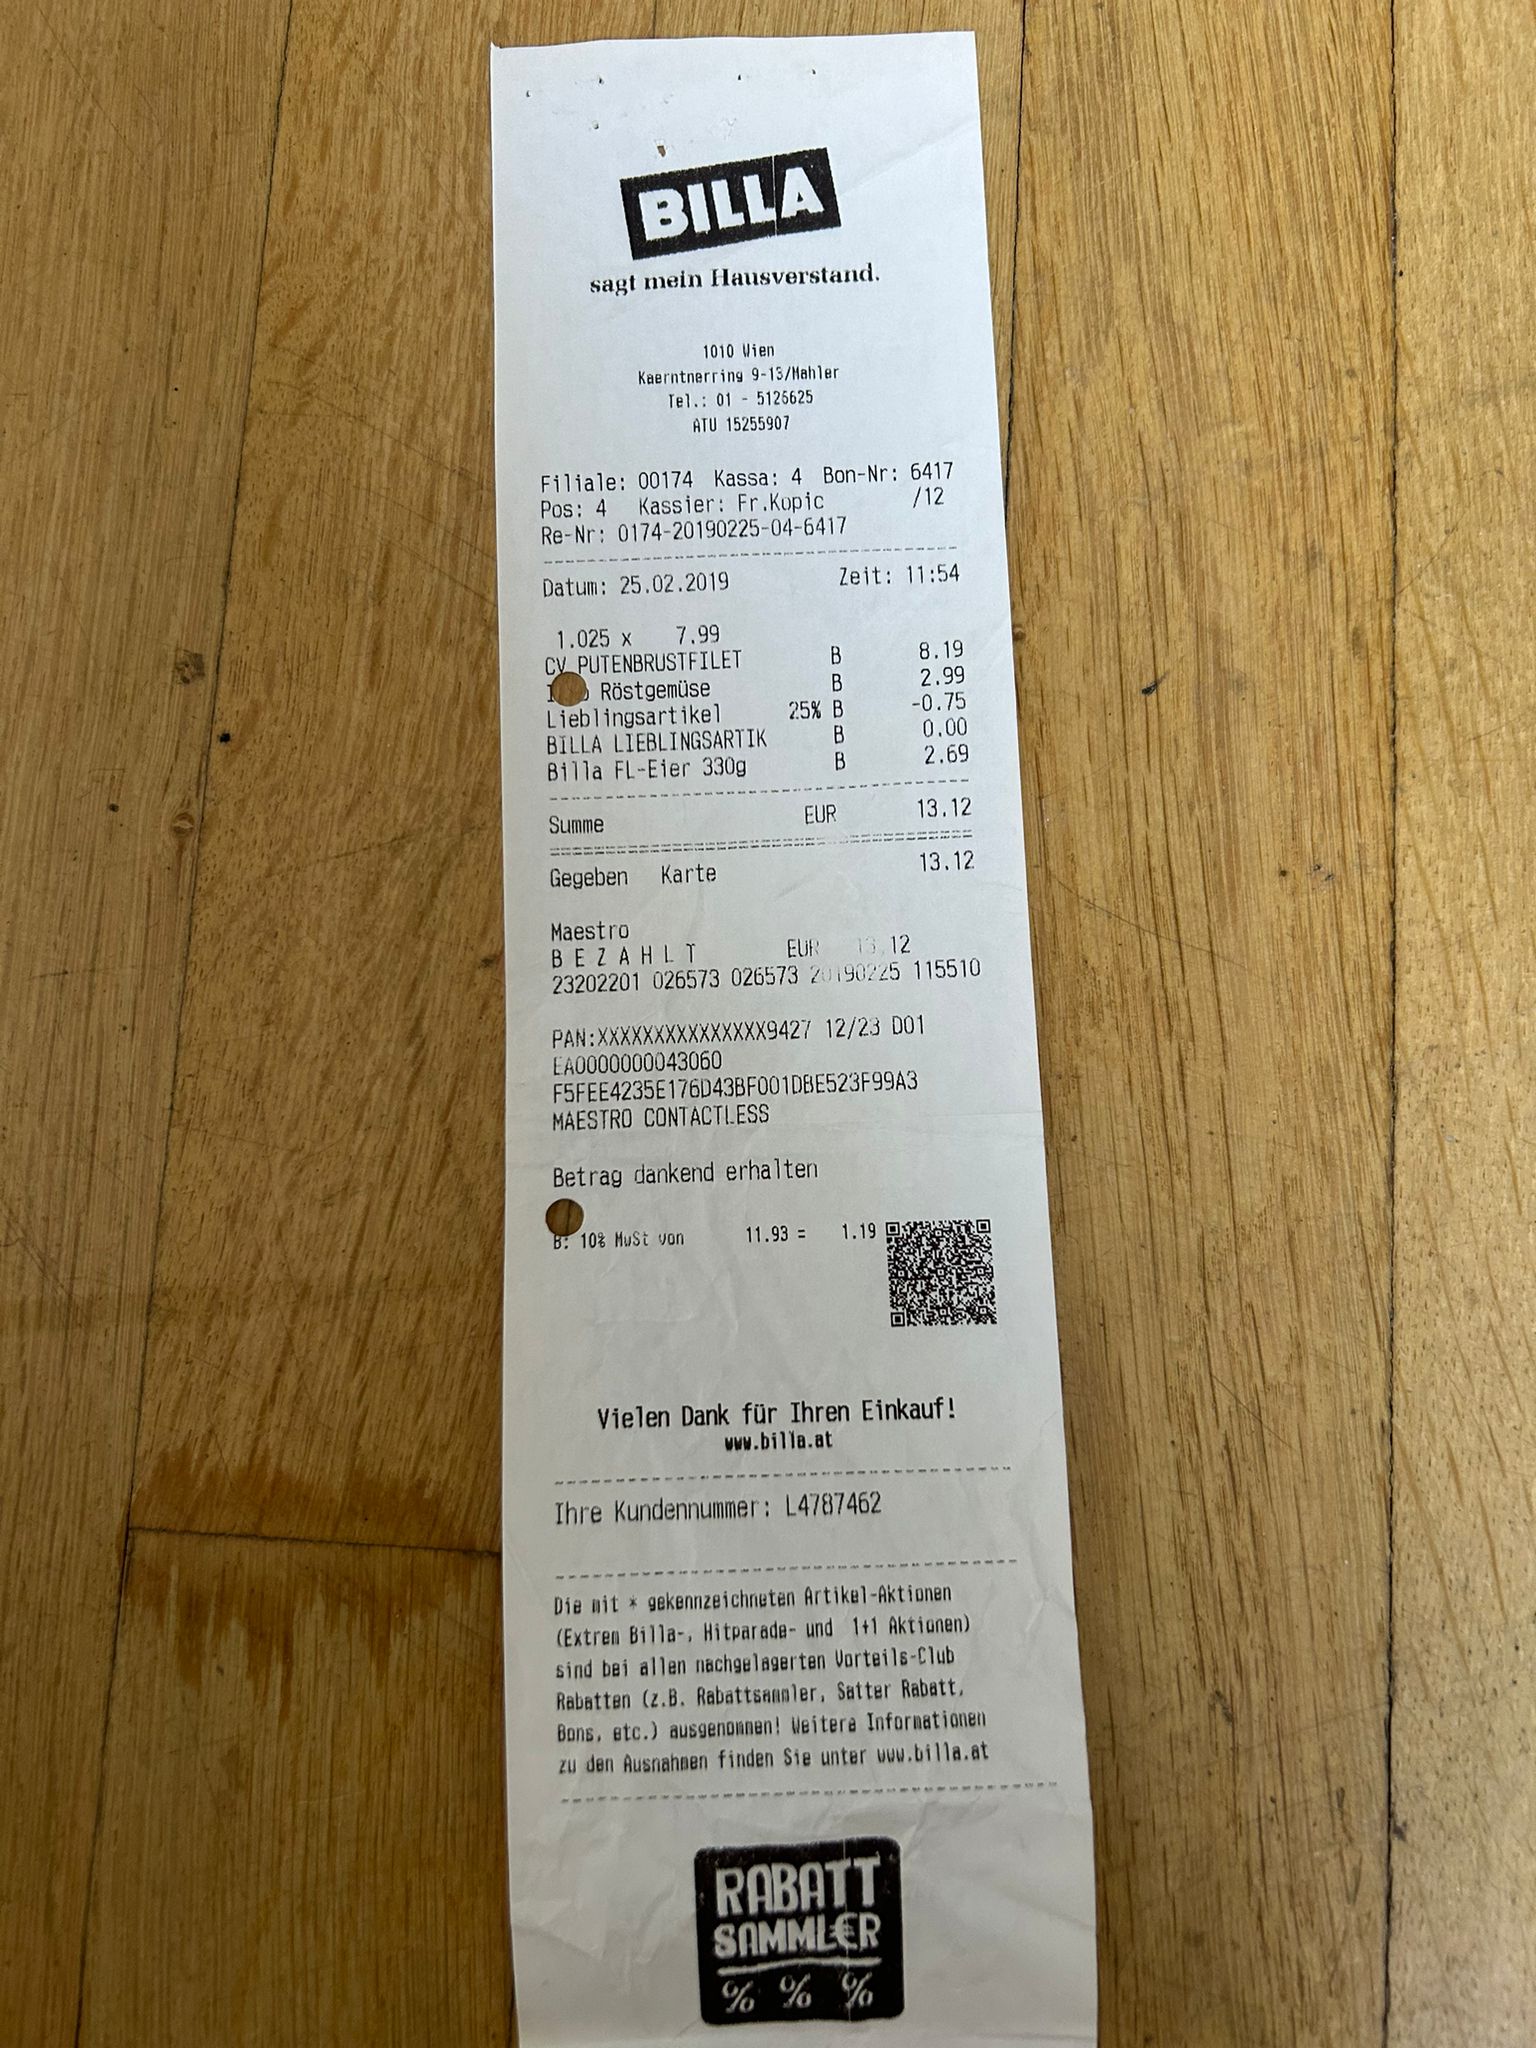 BILLA
sagt mein Hausverstand.
1010 Wien
Kaerntnerring 9-13/Mahler
Tel.: 01 - 5126625
ATU 15255907
Filiale: 00174 Kassa: 4 Bon-Nr: 6417
Pos: 4 Kassier: Fr.Kopic /12
Re-Nr: 0174-20190225-04-6417
Datum: 25.02.2019 Zeit: 11:54
1.025 x 7.99
CV PUTENBRUSTFILET B 8.19
Röstgemüse B 2.99
Lieblingsartikel 25% B -0.75
BILLA LIEBLINGSARTIK B 0.00
Billa FL-Eier 330g B 2.69
Summe EUR 13.12
Gegeben Karte 13.12
Maestro
B E Z A H L T EUR 13.12
23202201 026573 026573 20190225 115510
PAN:XXXXXXXXXXXXXXX9427 12/23 D01
EA0000000043060
F5FEE4235E176D43BF001DBE523F99A3
MAESTRO CONTACTLESS
Betrag dankend erhalten
B: 10% MwSt von 11.93 = 1.19
Vielen Dank für Ihren Einkauf!
www.billa.at
Ihre Kundennummer: L4787462
Die mit * gekennzeichneten Artikel-Aktionen
(Extrem Billa-, Hitparade- und 1+1 Aktionen)
sind bei allen nachgelagerten Vorteils-Club
Rabatten (z.B. Rabattsammler, Satter Rabatt,
Bons, etc.) ausgenommen! Weitere Informationen
zu den Ausnahmen finden Sie unter www.billa.at
RABATT
SAMML€R
% % %